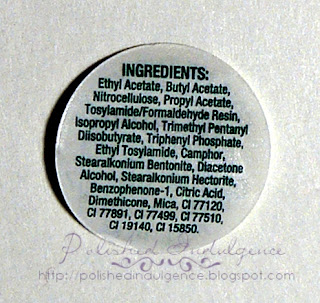 INGREDIENTS:
Ethyl Acetate, Butyl Acetate,
Nitrocellulose, Propyl Acetate,
Tosylamide/Formaldehyde Resin,
Isopropyl Alcohol, Trimethyl Pentanyl
Diisobutyrate, Triphenyl Phosphate,
Ethyl Tosylamide, Camphor,
Stearalkonium Bentonite, Diacetone
Alcohol, Stearalkonium Hectorite,
Benzophenone-1, Citric Acid,
Dimethicone, Mica, CI 77120,
CI 77891, CI 77499, CI 77510,
CI 19140, CI 15850.
Polished Indulgence
http://polishedindulgence.blogspot.com